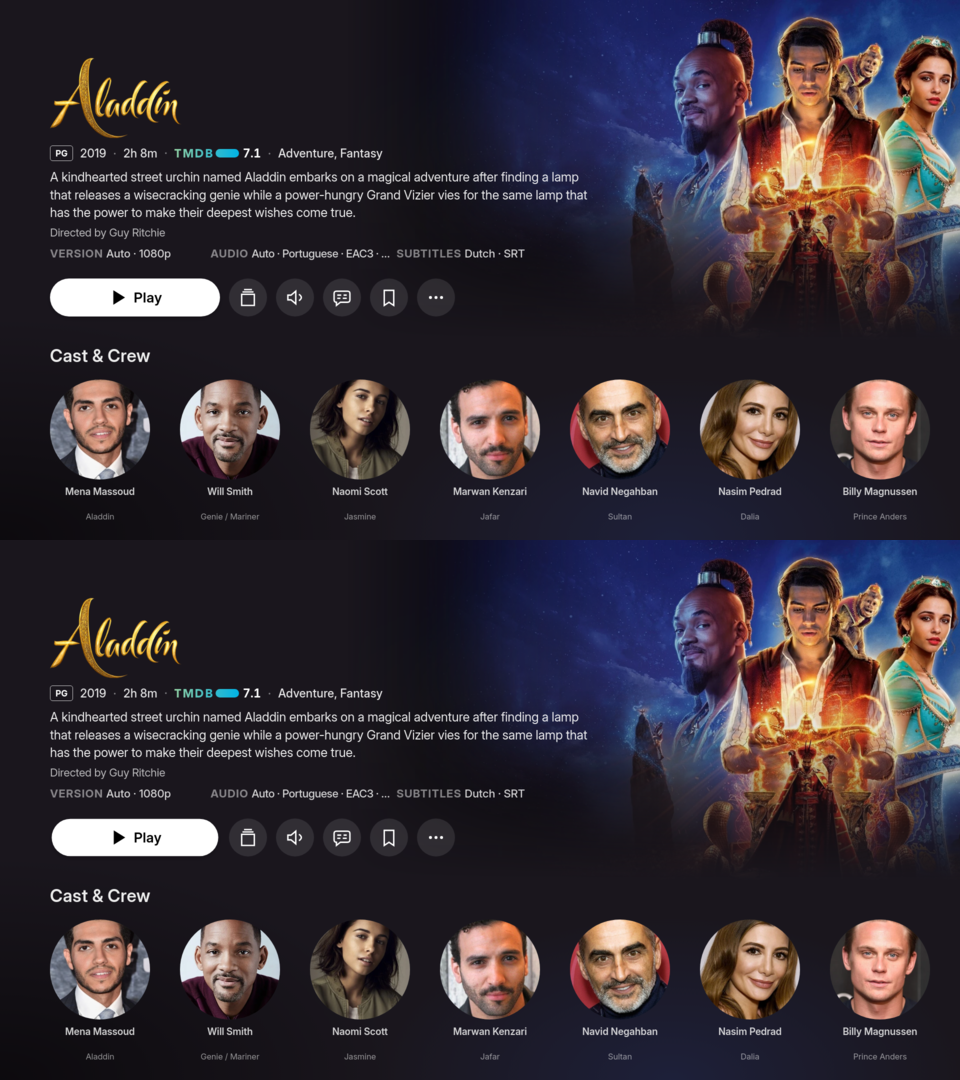 Aladdin
PG 2019 · 2h 8m · TMDB 7.1 · Adventure, Fantasy
A kindhearted street urchin named Aladdin embarks on a magical adventure after finding a lamp
that releases a wisecracking genie while a power-hungry Grand Vizier vies for the same lamp that
has the power to make their deepest wishes come true.
Directed by Guy Ritchie
VERSION Auto · 1080p AUDIO Auto · Portuguese · EAC3 · ... SUBTITLES Dutch · SRT
Play
Cast & Crew
Mena Massoud Will Smith Naomi Scott Marwan Kenzari Navid Negahban Nasim Pedrad Billy Magnussen
Aladdin Genie / Mariner Jasmine Jafar Sultan Dalia Prince Anders
Aladdin
PG 2019 · 2h 8m · TMDB 7.1 · Adventure, Fantasy
A kindhearted street urchin named Aladdin embarks on a magical adventure after finding a lamp
that releases a wisecracking genie while a power-hungry Grand Vizier vies for the same lamp that
has the power to make their deepest wishes come true.
Directed by Guy Ritchie
VERSION Auto · 1080p AUDIO Auto · Portuguese · EAC3 · ... SUBTITLES Dutch · SRT
Play
Cast & Crew
Mena Massoud Will Smith Naomi Scott Marwan Kenzari Navid Negahban Nasim Pedrad Billy Magnussen
Aladdin Genie / Mariner Jasmine Jafar Sultan Dalia Prince Anders